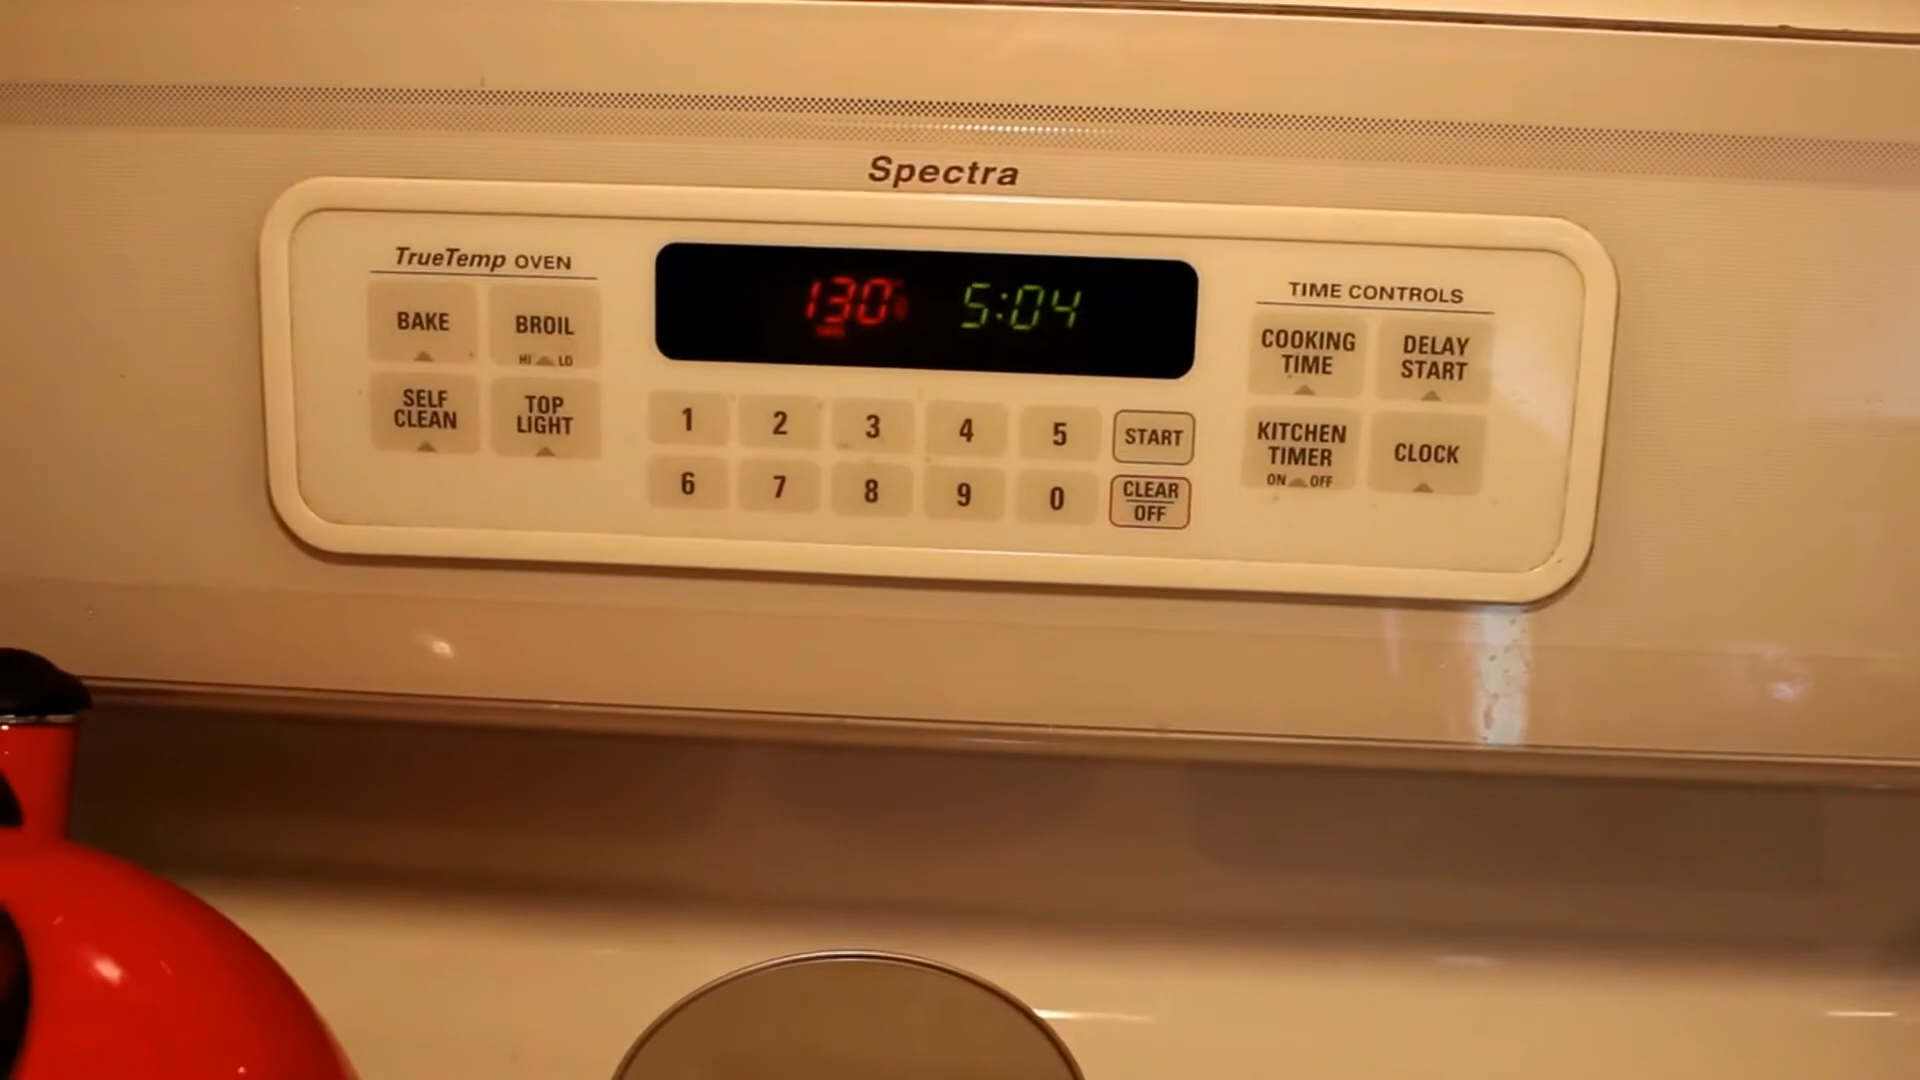 Spectra
TrueTemp OVEN
BAKE
BROIL
HI LO
SELF
CLEAN
TOP
LIGHT
130° 5:04
1 2 3 4 5 START
6 7 8 9 0 CLEAR
OFF
TIME CONTROLS
COOKING
TIME
DELAY
START
KITCHEN
TIMER
ON OFF
CLOCK